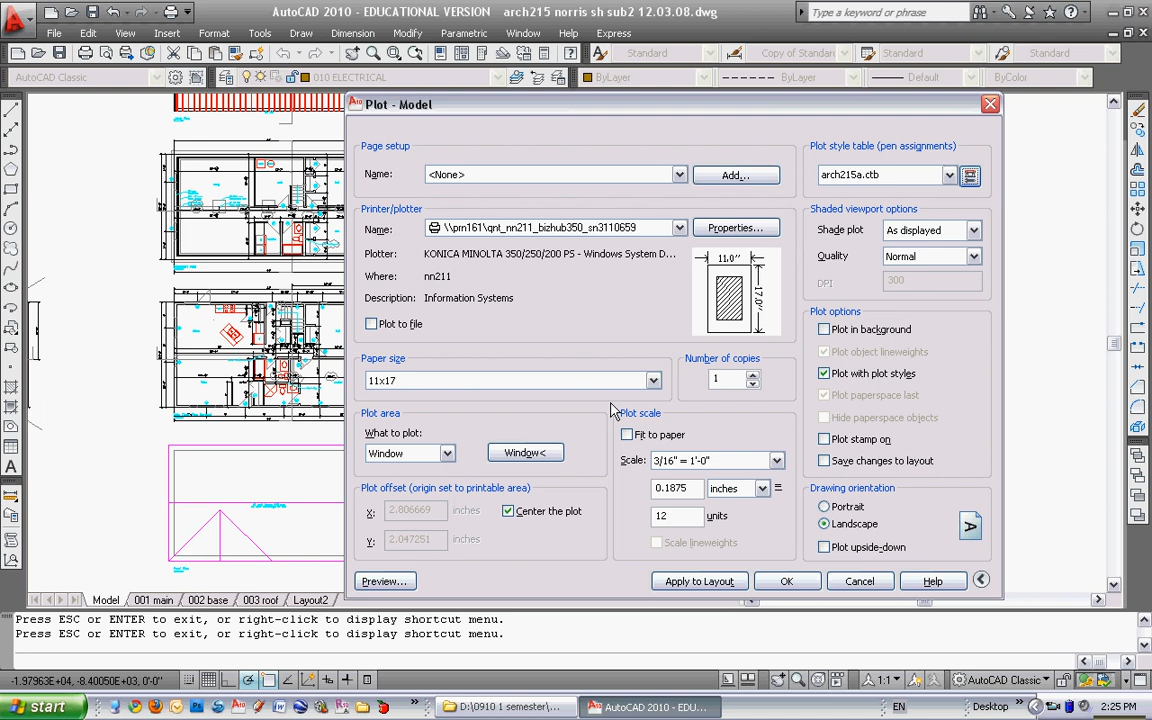 AutoCAD 2010 - EDUCATIONAL VERSION arch215 norris sh sub2 12.03.08.dwg
Type a keyword or phrase
File Edit View Insert Format Tools Draw Dimension Modify Parametric Window Help Express
Standard Copy of Standard Standard Standard
AutoCAD Classic 010 ELECTRICAL ByLayer ByLayer Default ByColor
Plot - Model
Page setup
Name: <None> Add...
Printer/plotter
Name: \\prn161\qnt_nn211_bizhub350_sn3110659 Properties...
Plotter: KONICA MINOLTA 350/250/200 PS - Windows System D...
Where: nn211
Description: Information Systems
Plot to file
11.0''
17.0''
Paper size
11x17
Number of copies
1
Plot area
What to plot:
Window Window<
Plot scale
Fit to paper
Scale: 3/16" = 1'-0"
0.1875 inches =
12 units
Scale lineweights
Plot offset (origin set to printable area)
X: 2.806669 inches Center the plot
Y: 2.047251 inches
Plot style table (pen assignments)
arch215a.ctb
Shaded viewport options
Shade plot As displayed
Quality Normal
DPI 300
Plot options
Plot in background
Plot object lineweights
Plot with plot styles
Plot paperspace last
Hide paperspace objects
Plot stamp on
Save changes to layout
Drawing orientation
Portrait
Landscape
A
Plot upside-down
Preview... Apply to Layout OK Cancel Help
Model 001 main 002 base 003 roof Layout2
Press ESC or ENTER to exit, or right-click to display shortcut menu.
Press ESC or ENTER to exit, or right-click to display shortcut menu.
-1.97963E+04, -8.40050E+03, 0'-0" 1:1 AutoCAD Classic
start D:\0910 1 semester\... AutoCAD 2010 - EDU... EN Desktop 2:25 PM